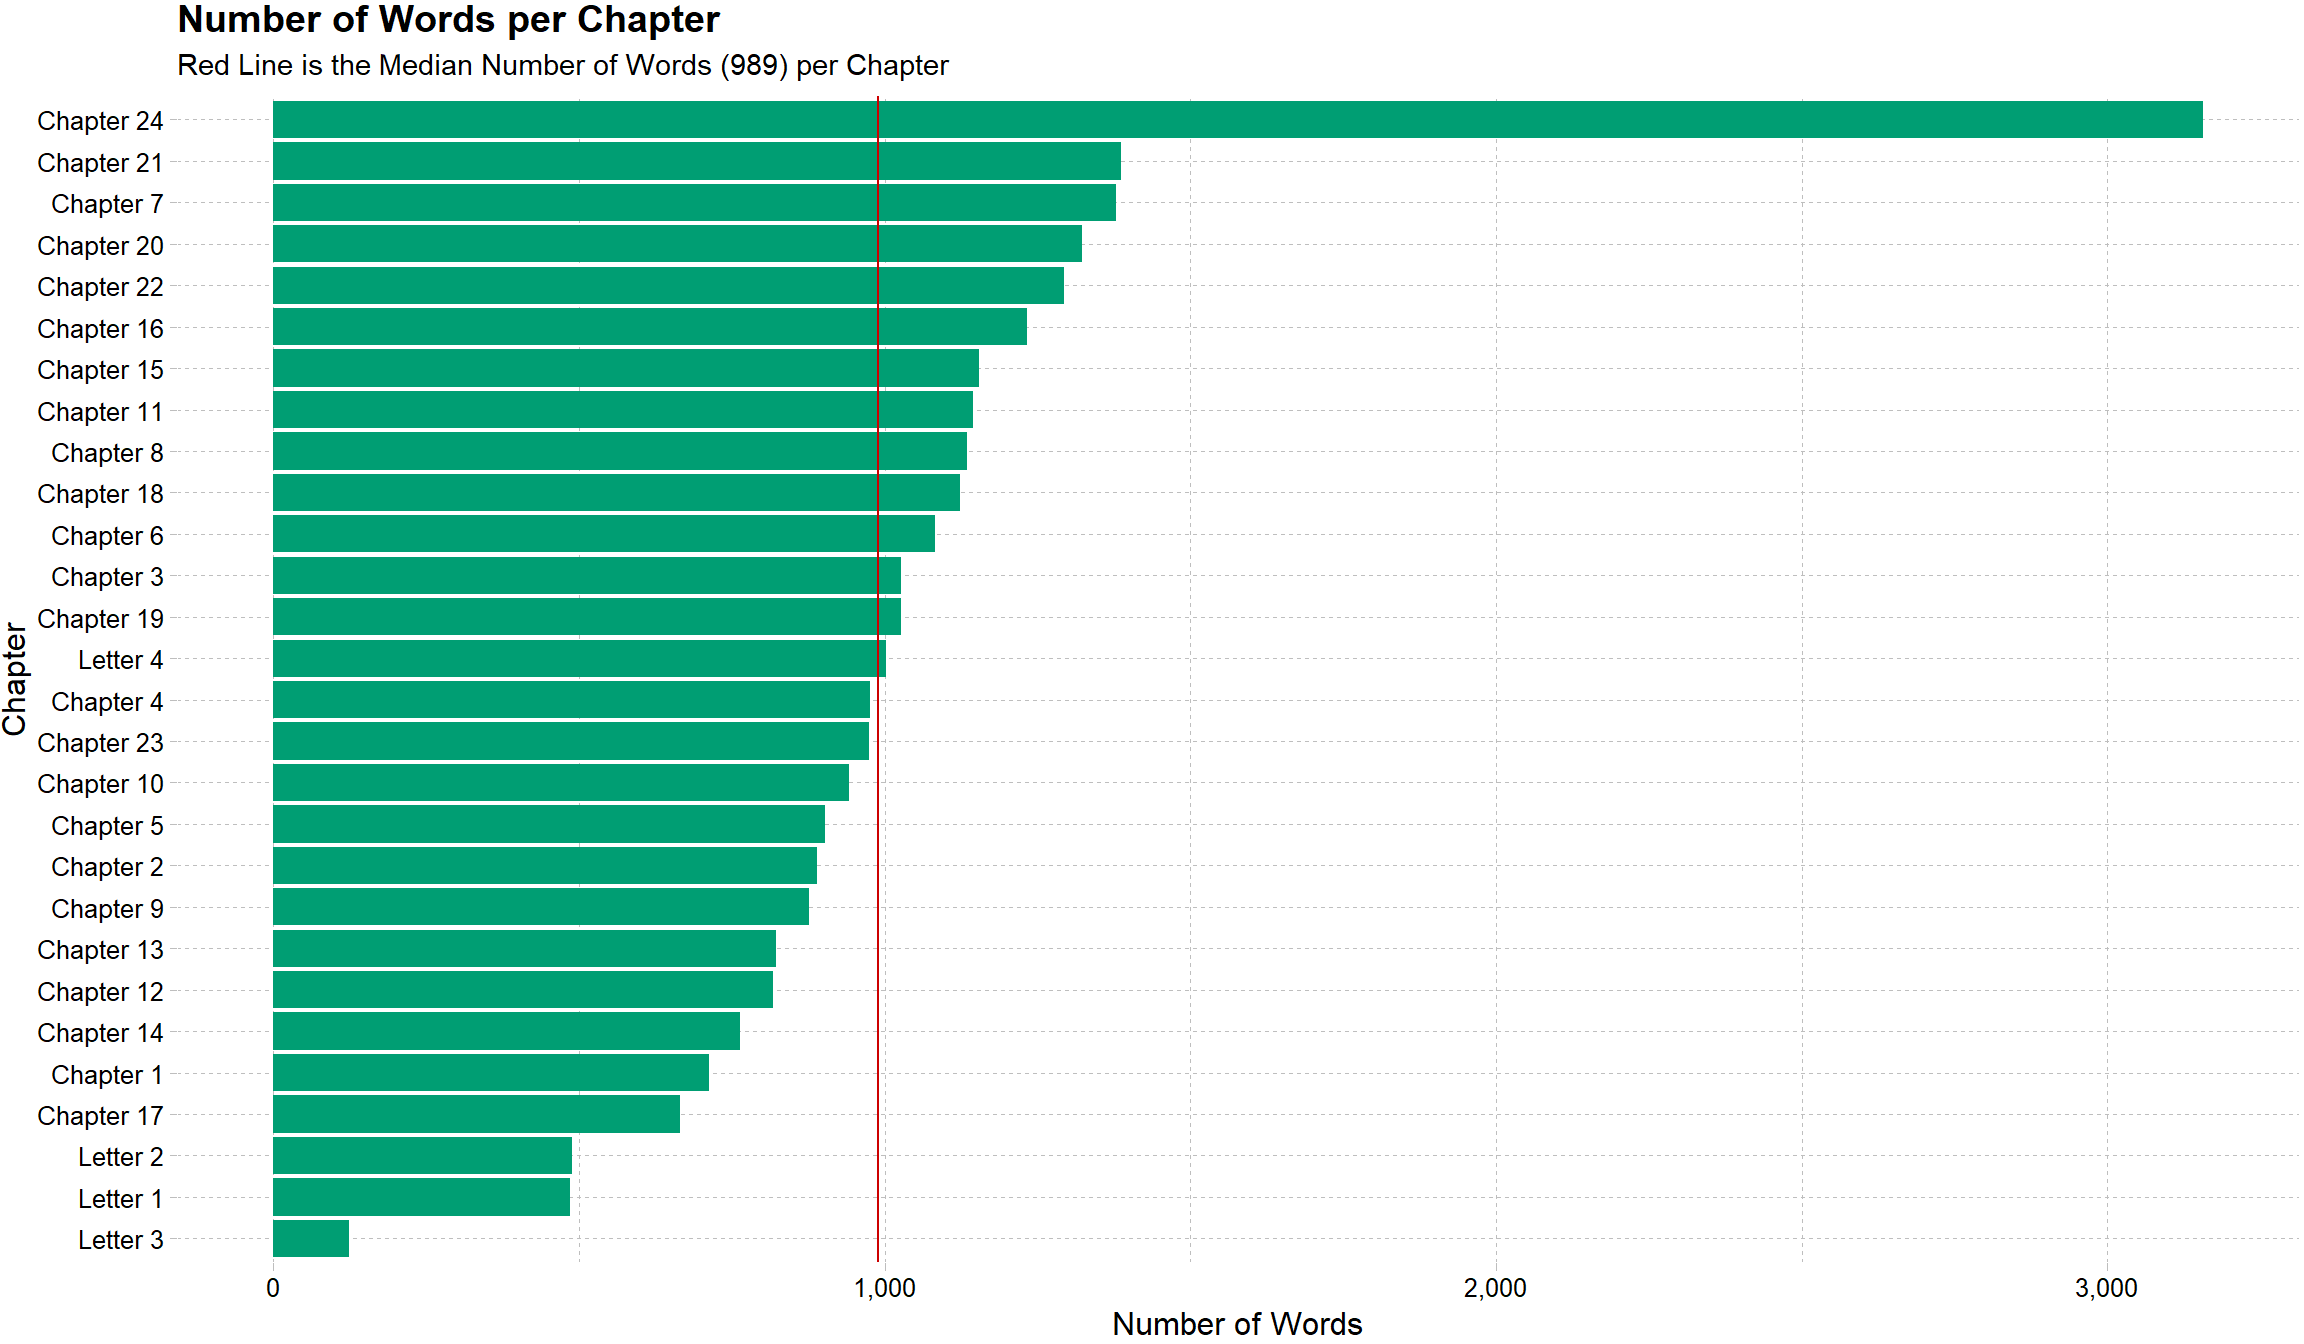 Number of Words per Chapter
Red Line is the Median Number of Words (989) per Chapter
Chapter
Chapter 24
Chapter 21
Chapter 7
Chapter 20
Chapter 22
Chapter 16
Chapter 15
Chapter 11
Chapter 8
Chapter 18
Chapter 6
Chapter 3
Chapter 19
Letter 4
Chapter 4
Chapter 23
Chapter 10
Chapter 5
Chapter 2
Chapter 9
Chapter 13
Chapter 12
Chapter 14
Chapter 1
Chapter 17
Letter 2
Letter 1
Letter 3
0 1,000 2,000 3,000
Number of Words